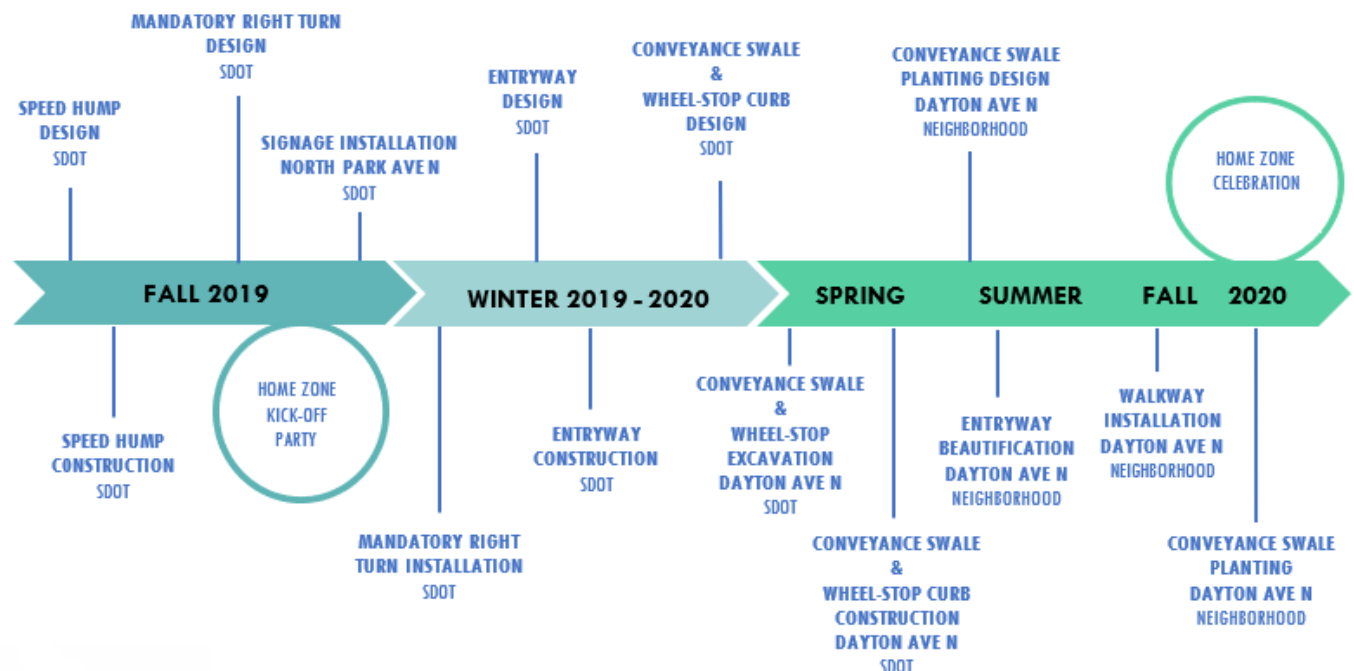 MANDATORY RIGHT TURN
DESIGN
SDOT
SPEED HUMP
DESIGN
SDOT
SIGNAGE INSTALLATION
NORTH PARK AVE N
SDOT
ENTRYWAY
DESIGN
SDOT
CONVEYANCE SWALE
&
WHEEL-STOP CURB
DESIGN
SDOT
CONVEYANCE SWALE
PLANTING DESIGN
DAYTON AVE N
NEIGHBORHOOD
HOME ZONE
CELEBRATION
FALL 2019
WINTER 2019 - 2020
SPRING SUMMER FALL 2020
SPEED HUMP
CONSTRUCTION
SDOT
HOME ZONE
KICK-OFF
PARTY
MANDATORY RIGHT
TURN INSTALLATION
SDOT
ENTRYWAY
CONSTRUCTION
SDOT
CONVEYANCE SWALE
&
WHEEL-STOP
EXCAVATION
DAYTON AVE N
SDOT
CONVEYANCE SWALE
&
WHEEL-STOP CURB
CONSTRUCTION
DAYTON AVE N
SDOT
ENTRYWAY
BEAUTIFICATION
DAYTON AVE N
NEIGHBORHOOD
WALKWAY
INSTALLATION
DAYTON AVE N
NEIGHBORHOOD
CONVEYANCE SWALE
PLANTING
DAYTON AVE N
NEIGHBORHOOD